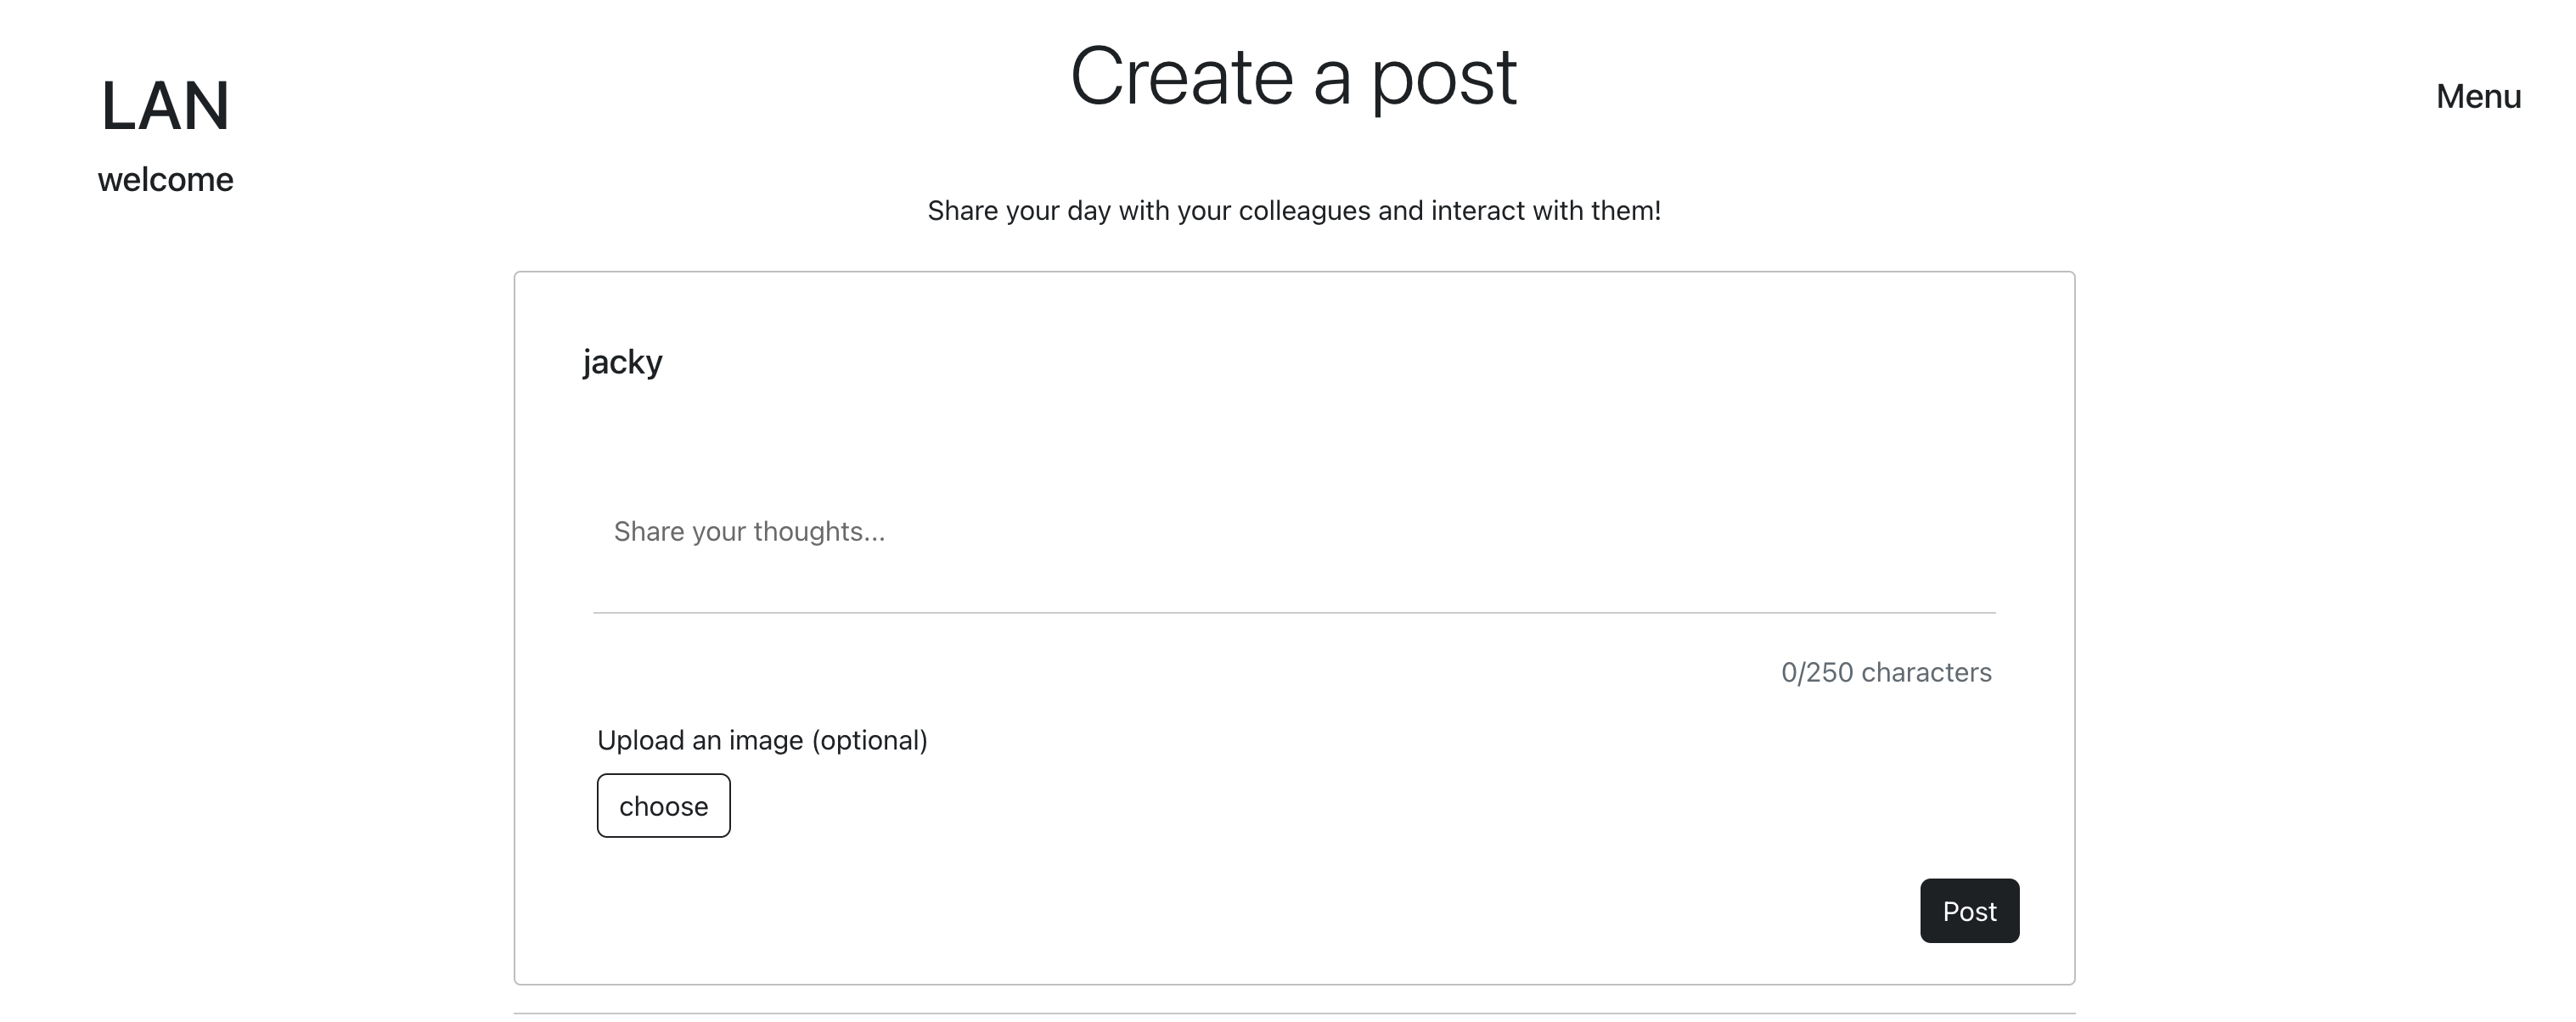 LAN
welcome
Create a post
Menu
Share your day with your colleagues and interact with them!
jacky
Share your thoughts...
0/250 characters
Upload an image (optional)
choose
Post